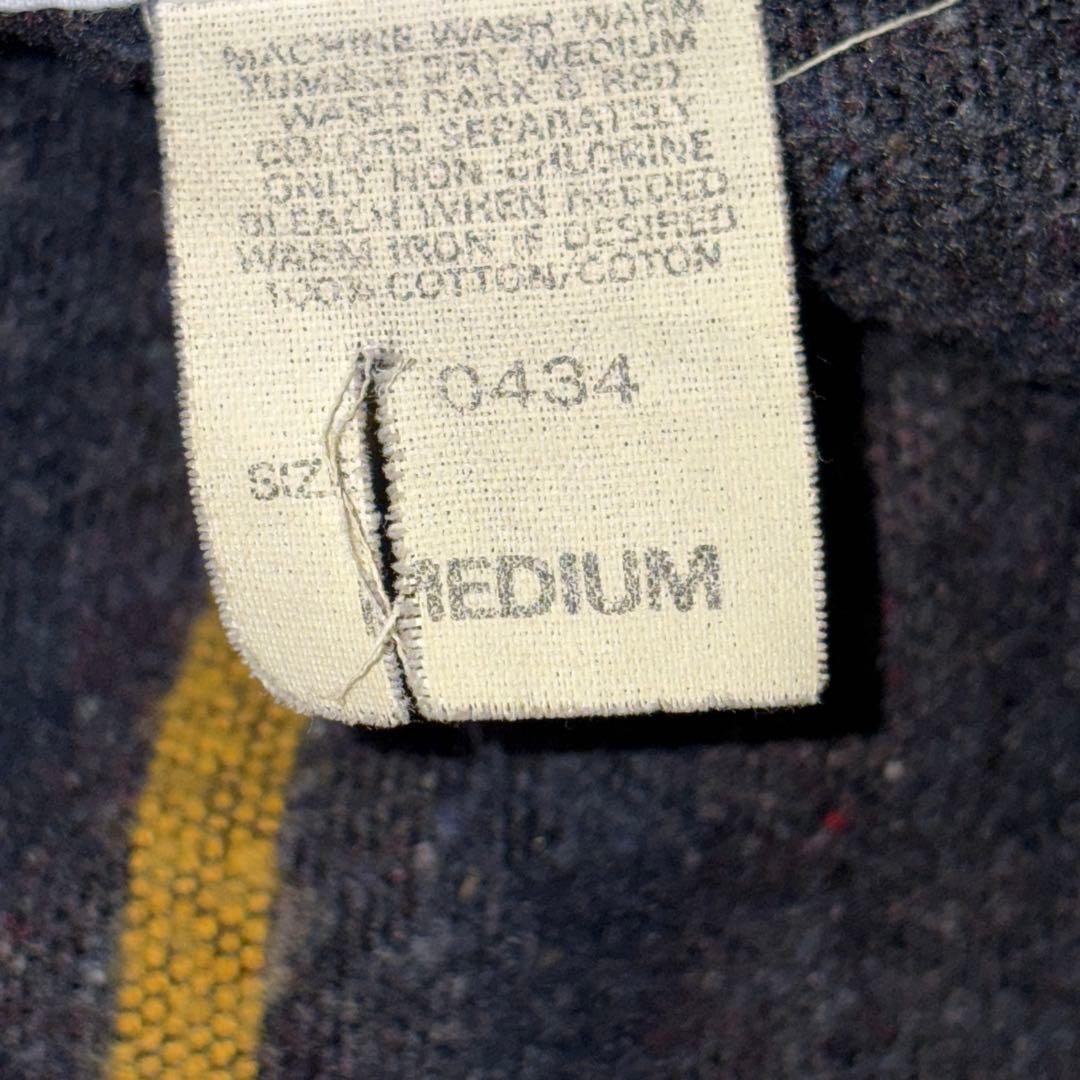 MACHINE WASH WARM
TUMBLE DRY MEDIUM
WASH DARK & RED
COLORS SEPARATELY
ONLY NON-CHLORINE
BLEACH WHEN NEEDED
WARM IRON IF DESIRED
100% COTTON/COTON
0434
SIZ
MEDIUM